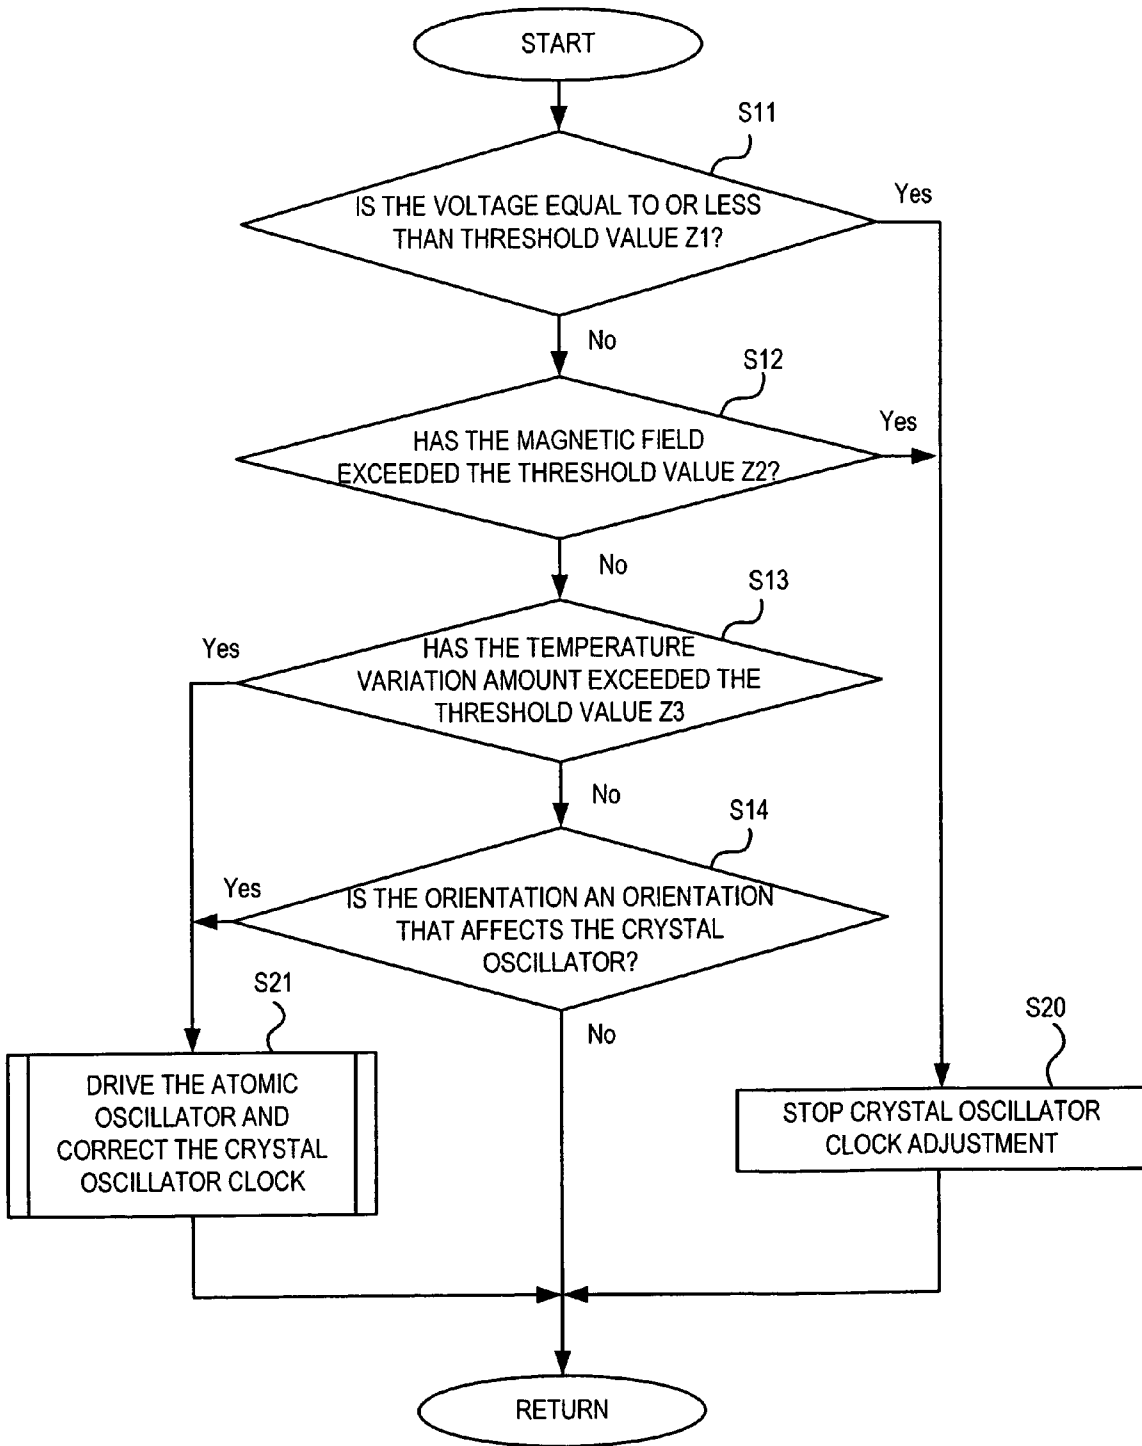 START
S11
IS THE VOLTAGE EQUAL TO OR LESS
THAN THRESHOLD VALUE Z1?
Yes
No
S12
HAS THE MAGNETIC FIELD
EXCEEDED THE THRESHOLD VALUE Z2?
Yes
No
S13
HAS THE TEMPERATURE
VARIATION AMOUNT EXCEEDED THE
THRESHOLD VALUE Z3
Yes
No
S14
IS THE ORIENTATION AN ORIENTATION
THAT AFFECTS THE CRYSTAL
OSCILLATOR?
Yes
No
S21
DRIVE THE ATOMIC
OSCILLATOR AND
CORRECT THE CRYSTAL
OSCILLATOR CLOCK
S20
STOP CRYSTAL OSCILLATOR
CLOCK ADJUSTMENT
RETURN